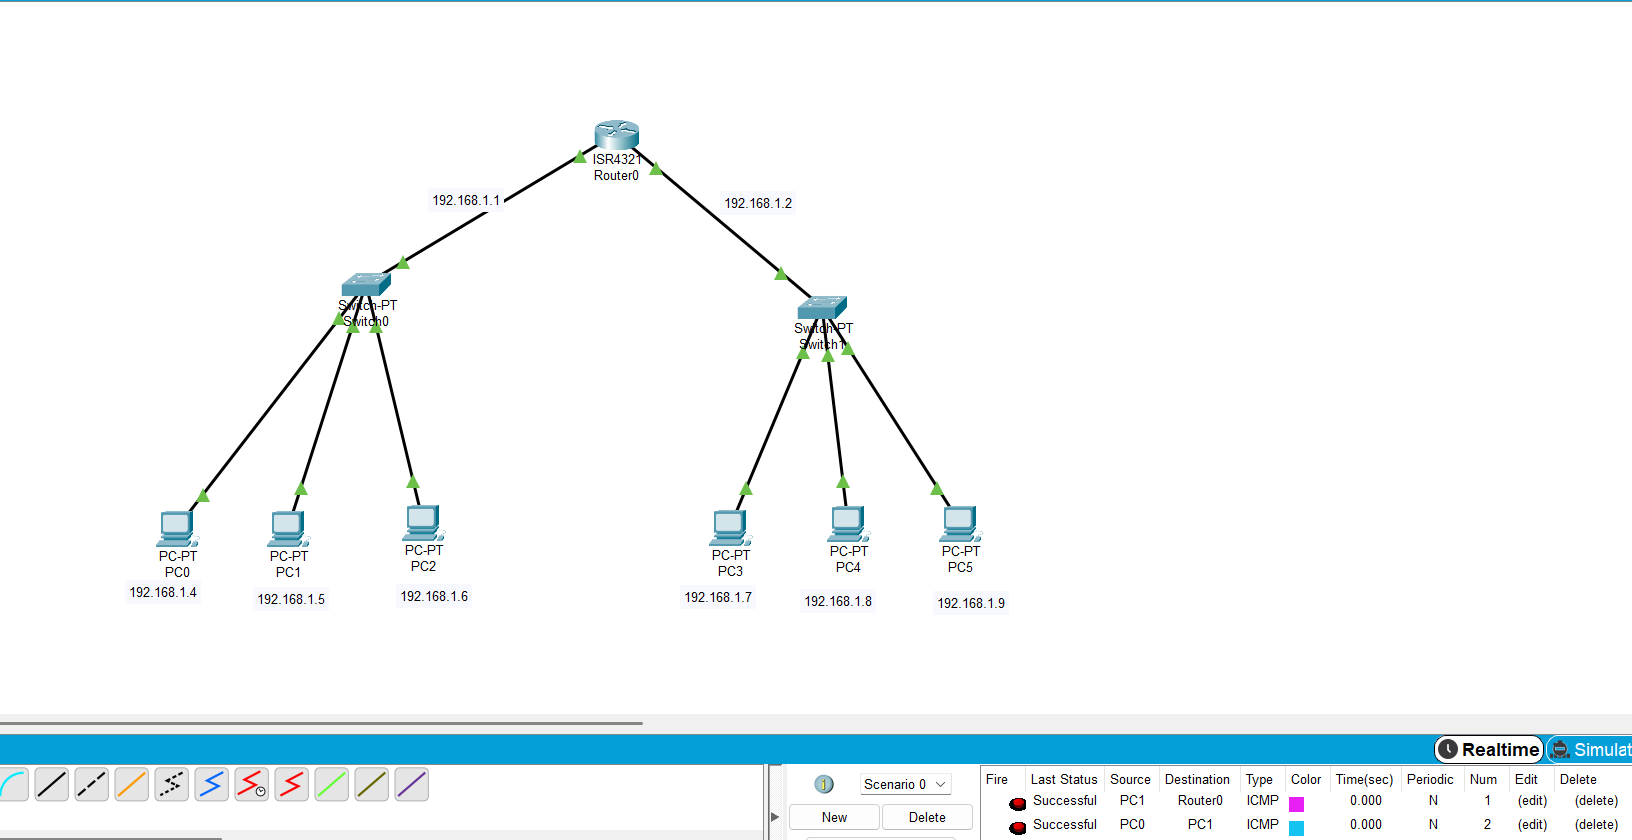 ISR4321
Router0
192.168.1.1
192.168.1.2
Switch-PT
Switch0
Switch-PT
Switch1
PC-PT
PC0
192.168.1.4
PC-PT
PC1
192.168.1.5
PC-PT
PC2
192.168.1.6
PC-PT
PC3
192.168.1.7
PC-PT
PC4
192.168.1.8
PC-PT
PC5
192.168.1.9
Realtime
Simulat
Scenario 0
New
Delete
Fire Last Status Source Destination Type Color Time(sec) Periodic Num Edit Delete
Successful PC1 Router0 ICMP 0.000 N 1 (edit) (delete)
Successful PC0 PC1 ICMP 0.000 N 2 (edit) (delete)